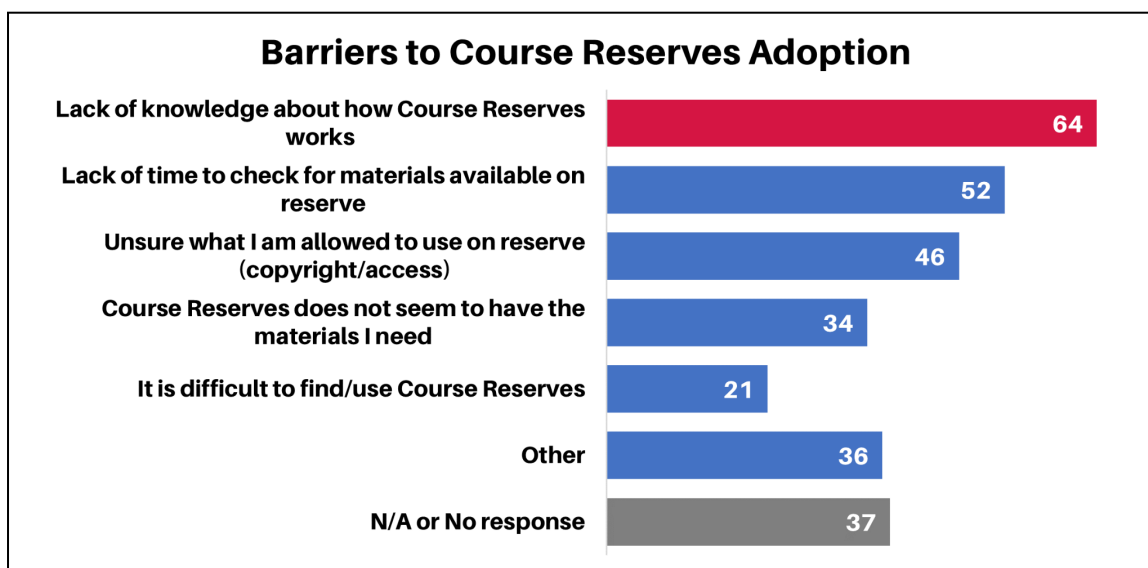 Barriers to Course Reserves Adoption
Lack of knowledge about how Course Reserves
works
64
Lack of time to check for materials available on
reserve
52
Unsure what I am allowed to use on reserve
(copyright/access)
46
Course Reserves does not seem to have the
materials I need
34
It is difficult to find/use Course Reserves
21
Other
36
N/A or No response
37